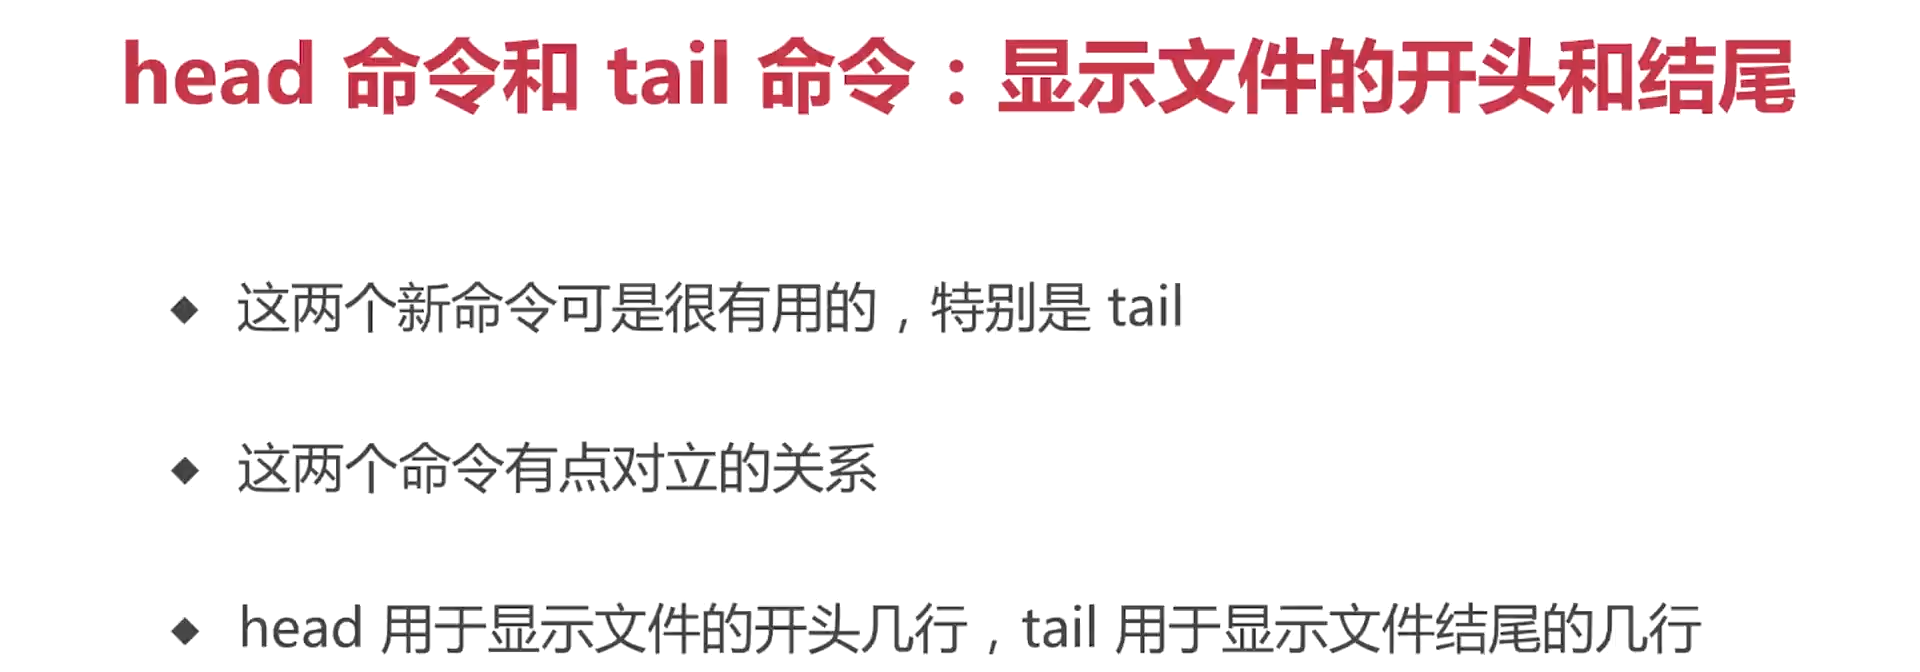 head 命令和 tail 命令：显示文件的开头和结尾
◆ 这两个新命令可是很有用的，特别是 tail
◆ 这两个命令有点对立的关系
◆ head 用于显示文件的开头几行，tail 用于显示文件结尾的几行